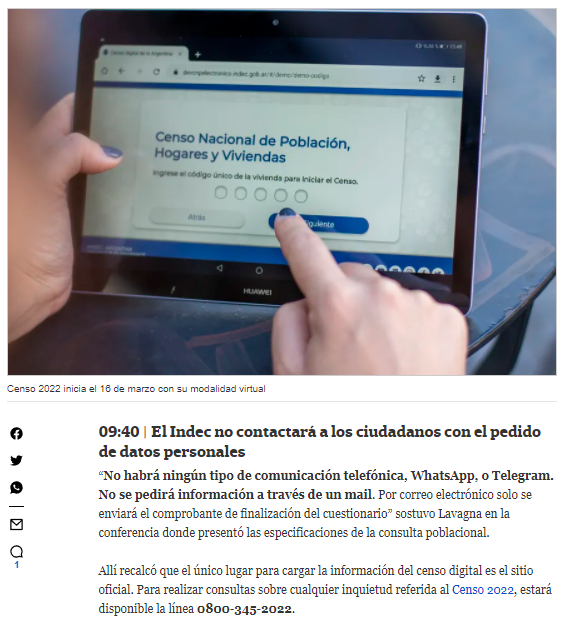 Censo digital de la Argentina
Censo Nacional de Población,
Hogares y Viviendas
Ingrese el código único de la vivienda para iniciar el Censo.
Atrás
Siguiente
HUAWEI
Censo 2022 inicia el 16 de marzo con su modalidad virtual
09:40 | El Indec no contactará a los ciudadanos con el pedido
de datos personales
“No habrá ningún tipo de comunicación telefónica, WhatsApp, o Telegram.
No se pedirá información a través de un mail. Por correo electrónico solo se
enviará el comprobante de finalización del cuestionario” sostuvo Lavagna en la
conferencia donde presentó las especificaciones de la consulta poblacional.
1
Allí recalcó que el único lugar para cargar la información del censo digital es el sitio
oficial. Para realizar consultas sobre cualquier inquietud referida al Censo 2022, estará
disponible la línea 0800-345-2022.